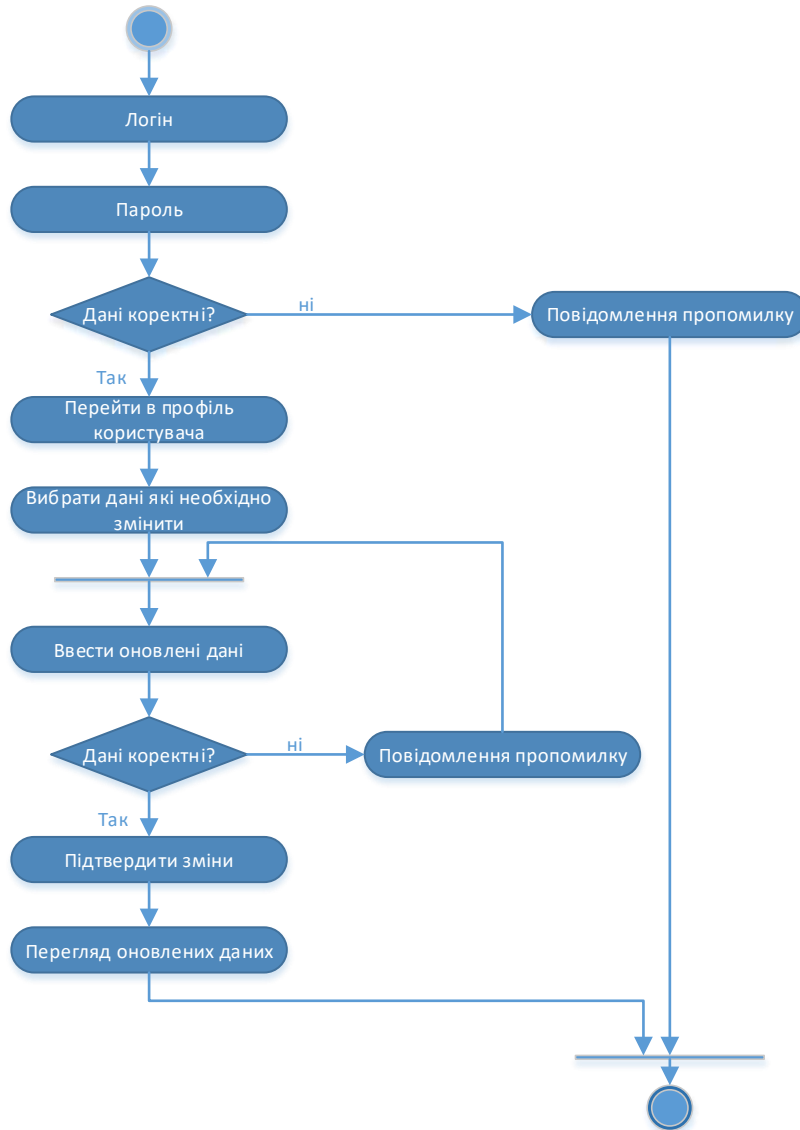 Логін
Пароль
Дані коректні?
ні
Повідомлення пропомилку
Так
Перейти в профіль
користувача
Вибрати дані які необхідно
змінити
Ввести оновлені дані
Дані коректні?
ні
Повідомлення пропомилку
Так
Підтвердити зміни
Перегляд оновлених даних